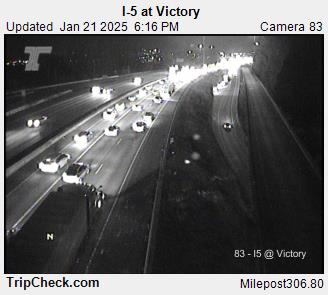 I-5 at Victory
Updated Jan 21 2025 6:16 PM Camera 83
T
N
83 - I5 @ Victory
TripCheck.com Milepost306.80